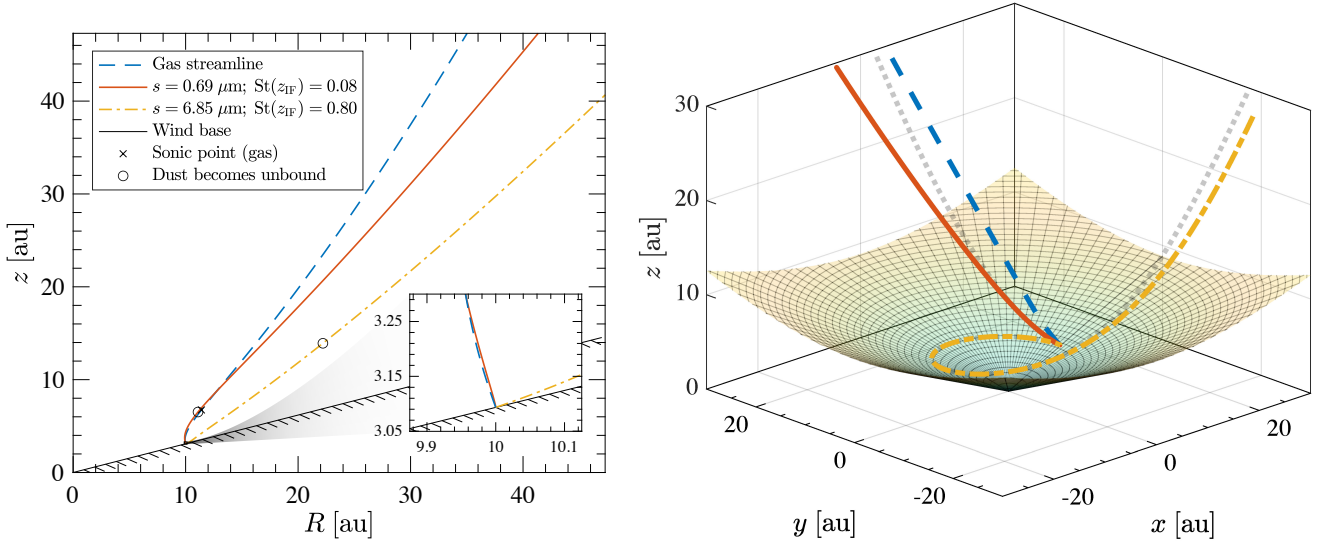 Gas streamline
s = 0.69 μm; St(z_IF) = 0.08
s = 6.85 μm; St(z_IF) = 0.80
Wind base
Sonic point (gas)
Dust becomes unbound
40
30
20
10
0
z [au]
0 10 20 30 40
R [au]
3.25
3.15
3.05
9.9 10 10.1
30
20
10
0
z [au]
20 0 -20
y [au]
-20 0 20
x [au]